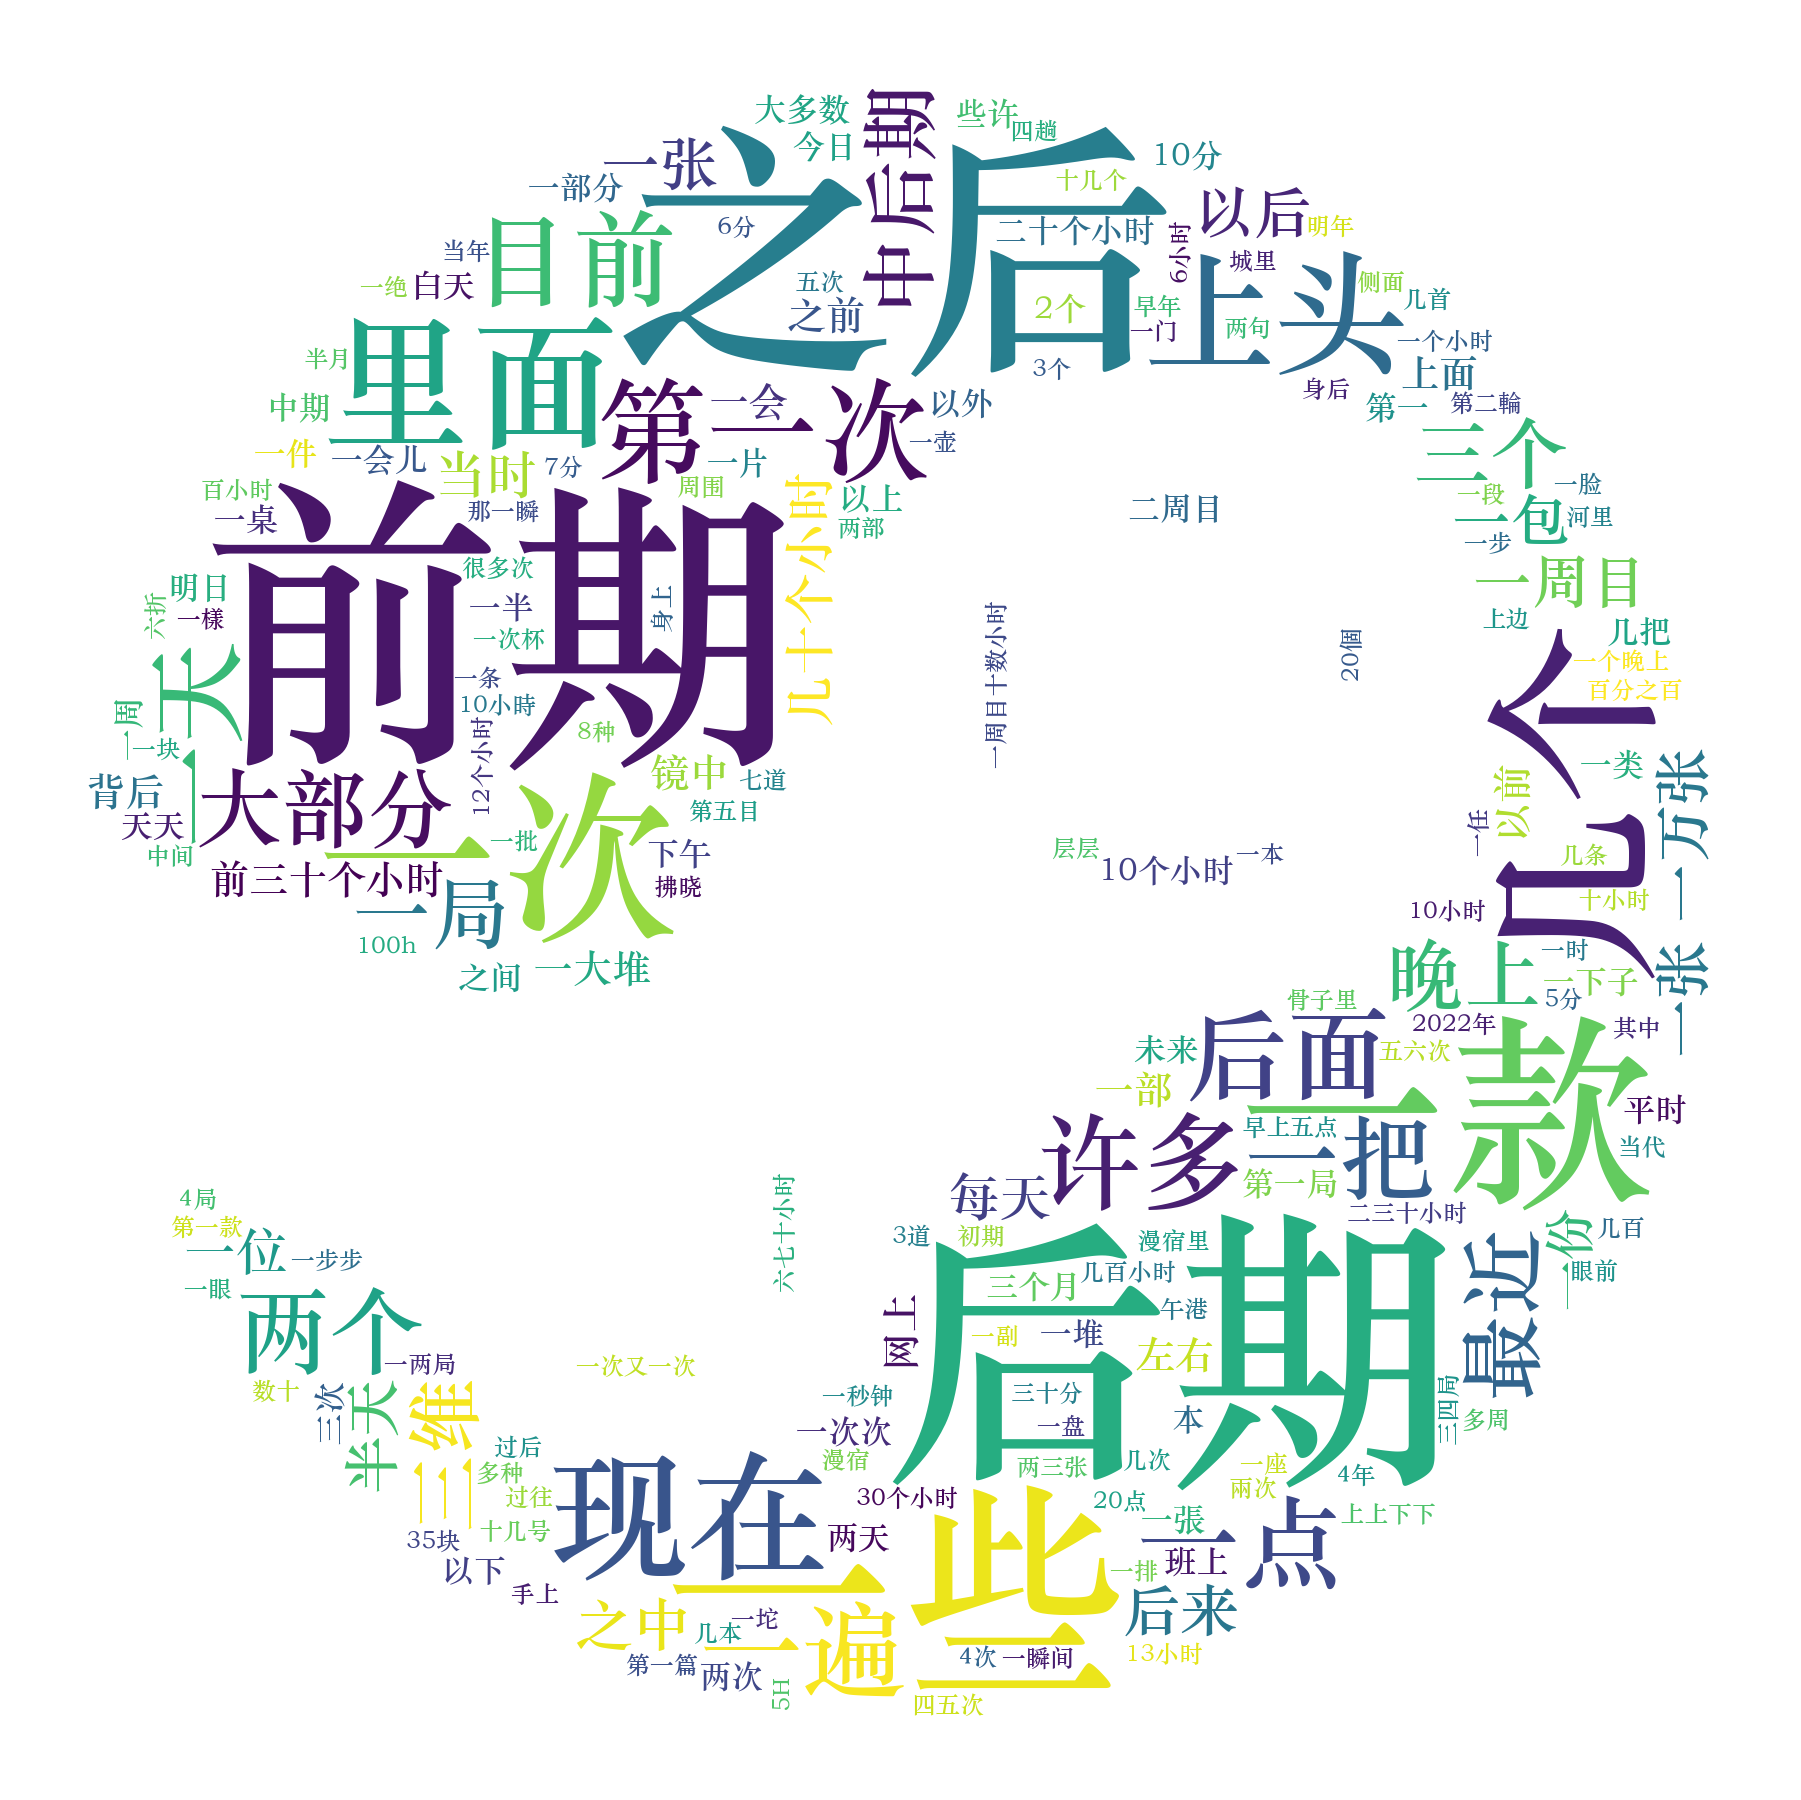 大多数
今日
中后期
些许
四趟
10分
一张
一部分
之后
6分
十几个
二十个小时
6小时
以后
明年
城里
当年
目前
白天
一绝
五次
之前
2个
3个
早年
一门
上头
两句
侧面
几首
一个小时
身后
上面
第一
第二輪
半月
里面
中期
一件
一会儿
当时
7分
第一次
一会
一片
以外
一壶
以上
两部
周围
几十个小时
三个
一段
一脸
一包
河里
一步
二周目
百小时
一桌
那一瞬
前期
很多次
一半
一次杯
一条
10小時
身上
8种
明日
六折
一樣
一天
一周
一块
背后
天天
中间
大部分
12个小时
镜中
七道
第五目
一次
一批
下午
拂晓
前三十个小时
一局
100h
之间
一大堆
一周目十数小时
20個
一周目
上边
几把
一个晚上
百分之百
几个
一类
以前
一任
一张一万张
几条
十小时
10小时
层层
10个小时
一本
晚上
一时
一下子
5分
骨子里
2022年
其中
未来
后面
五六次
一款
一部
平时
当代
许多
早上五点
一把
第一局
每天
二三十小时
几百
一份
眼前
最近
4局
第一款
一位
一步步
一眼
两个
一两局
数十
三次
半天
三维
过后
多种
过往
十几号
35块
以下
手上
六七十小时
一次又一次
3道
初期
漫宿里
几百小时
三个月
午港
后期
网上
一副
一堆
左右
一秒钟
三十分
一次次
一盘
本
漫宿
两三张
几次
三四局
多周
一座
兩次
4年
上上下下
现在
30个小时
两天
20点
一張
一点
班上
一排
一些
后来
之中
一坨
几本
一遍
第一篇
两次
5H
4次
一瞬间
13小时
四五次